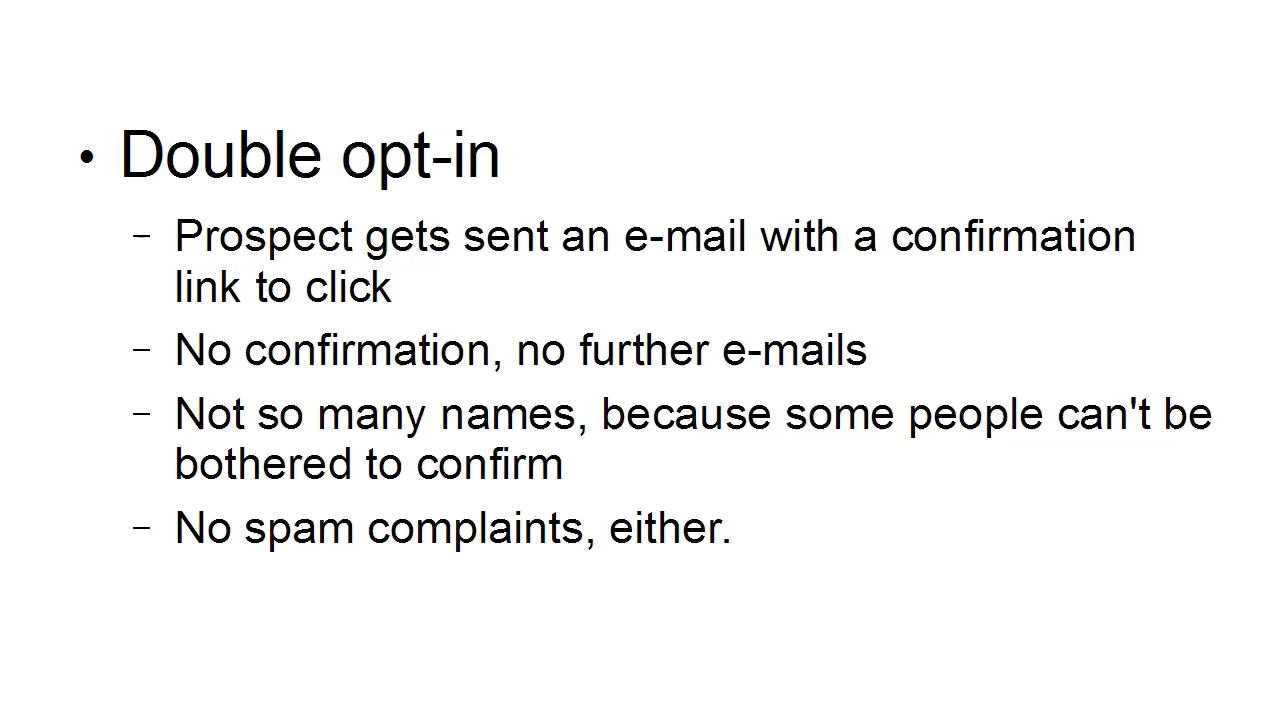 • Double opt-in
– Prospect gets sent an e-mail with a confirmation
link to click
– No confirmation, no further e-mails
– Not so many names, because some people can't be
bothered to confirm
– No spam complaints, either.